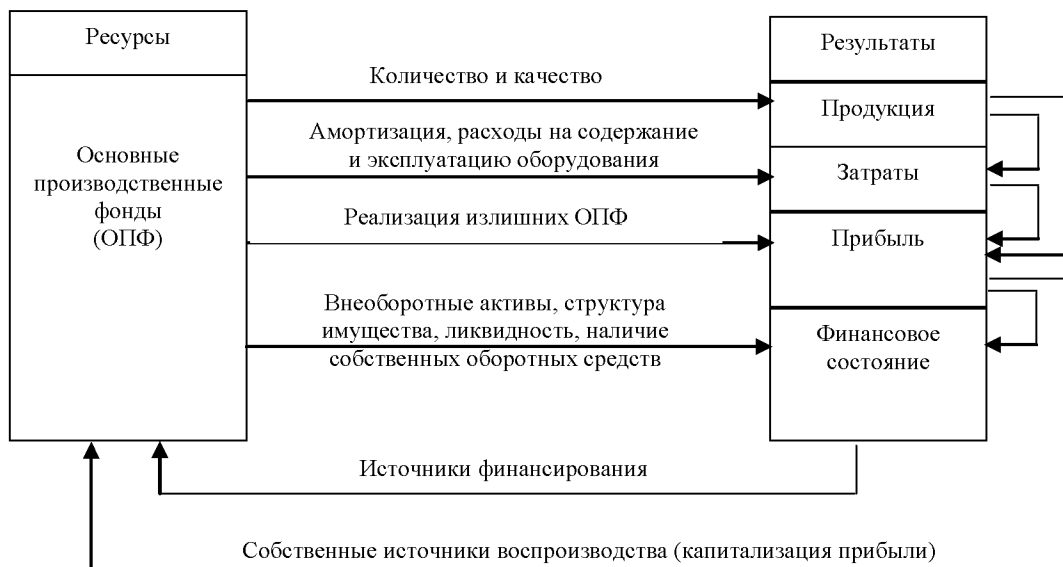 Ресурсы
Основные
производственные
фонды
(ОПФ)
Количество и качество
Амортизация, расходы на содержание
и эксплуатацию оборудования
Реализация излишних ОПФ
Внеоборотные активы, структура
имущества, ликвидность, наличие
собственных оборотных средств
Результаты
Продукция
Затраты
Прибыль
Финансовое
состояние
Источники финансирования
Собственные источники воспроизводства (капитализация прибыли)